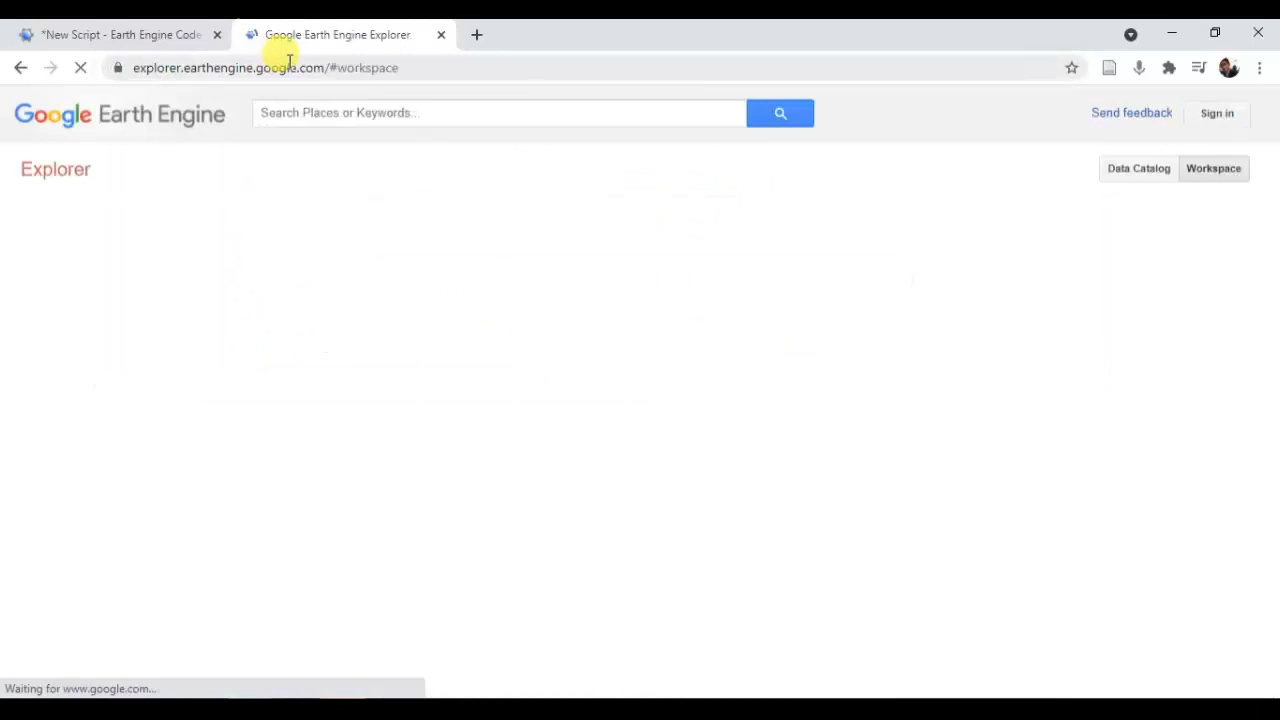 *New Script - Earth Engine Code
Google Earth Engine Explorer
explorer.earthengine.google.com/#workspace
Google Earth Engine
Search Places or Keywords...
Send feedback
Sign in
Explorer
Data Catalog
Workspace
Waiting for www.google.com...